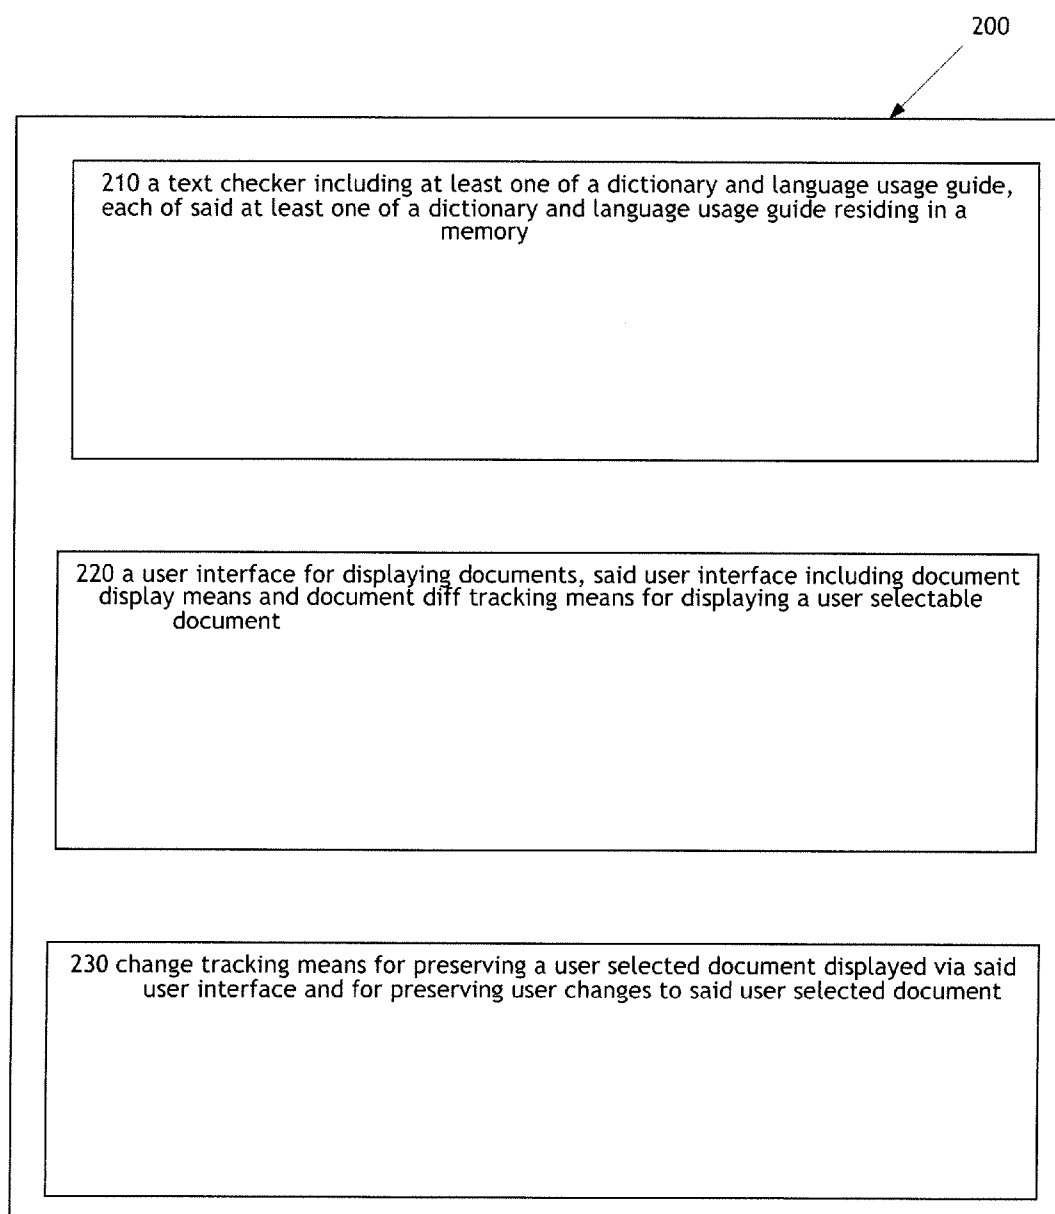 200
210 a text checker including at least one of a dictionary and language usage guide,
each of said at least one of a dictionary and language usage guide residing in a
memory
220 a user interface for displaying documents, said user interface including document
display means and document diff tracking means for displaying a user selectable
document
230 change tracking means for preserving a user selected document displayed via said
user interface and for preserving user changes to said user selected document